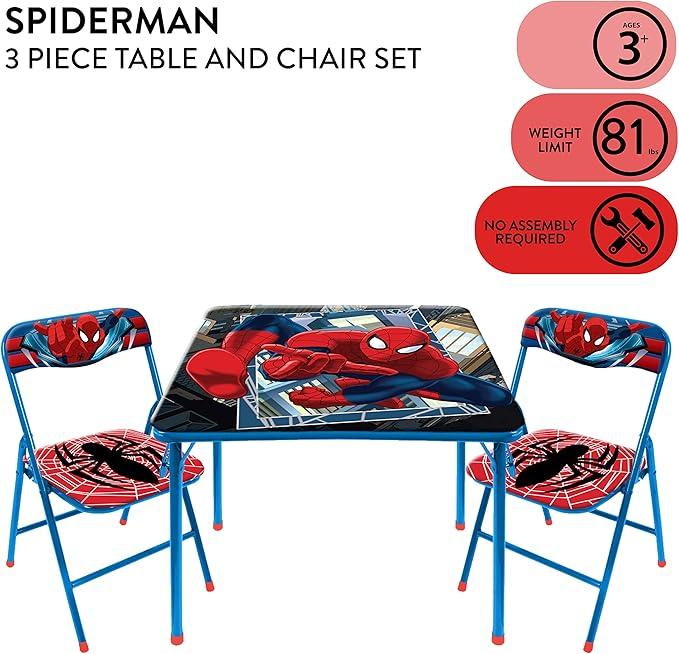 SPIDERMAN
3 PIECE TABLE AND CHAIR SET
AGES
3+
WEIGHT
LIMIT
81
lbs
NO ASSEMBLY
REQUIRED